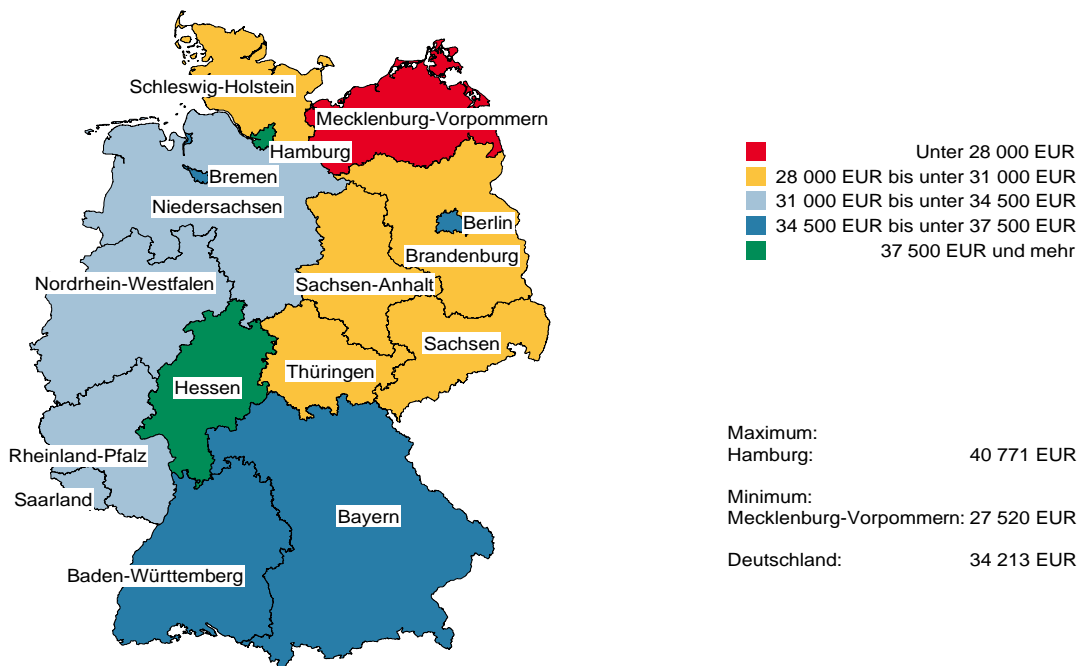 Schleswig-Holstein
Mecklenburg-Vorpommern
Hamburg
Bremen
Niedersachsen
Berlin
Brandenburg
Nordrhein-Westfalen
Sachsen-Anhalt
Sachsen
Thüringen
Hessen
Rheinland-Pfalz
Saarland
Bayern
Baden-Württemberg
Unter 28 000 EUR
28 000 EUR bis unter 31 000 EUR
31 000 EUR bis unter 34 500 EUR
34 500 EUR bis unter 37 500 EUR
37 500 EUR und mehr
Maximum:
Hamburg: 40 771 EUR
Minimum:
Mecklenburg-Vorpommern: 27 520 EUR
Deutschland: 34 213 EUR